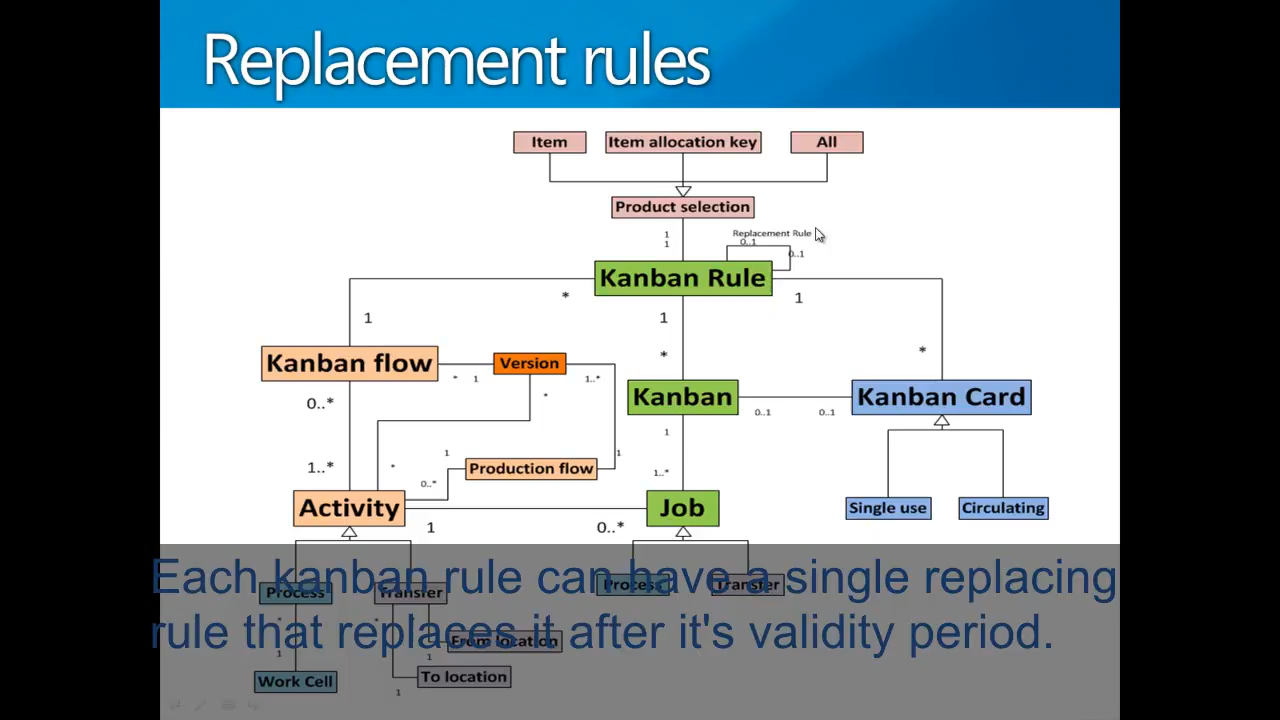 Replacement rules
Item
Item allocation key
All
Product selection
1
1
Replacement Rule
0..1
0..1
Kanban Rule
*
1
1
1
*
*
Kanban flow
*
1
Version
1..*
*
Kanban
0..1
0..1
Kanban Card
0..*
1
1..*
1..*
*
1
0..*
Production flow
1
Activity
1
0..*
Job
Single use
Circulating
Each kanban rule can have a single replacing
rule that replaces it after it's validity period.
Process
Transfer
Process
Transfer
*
*
1
1
From location
Work Cell
To location
1